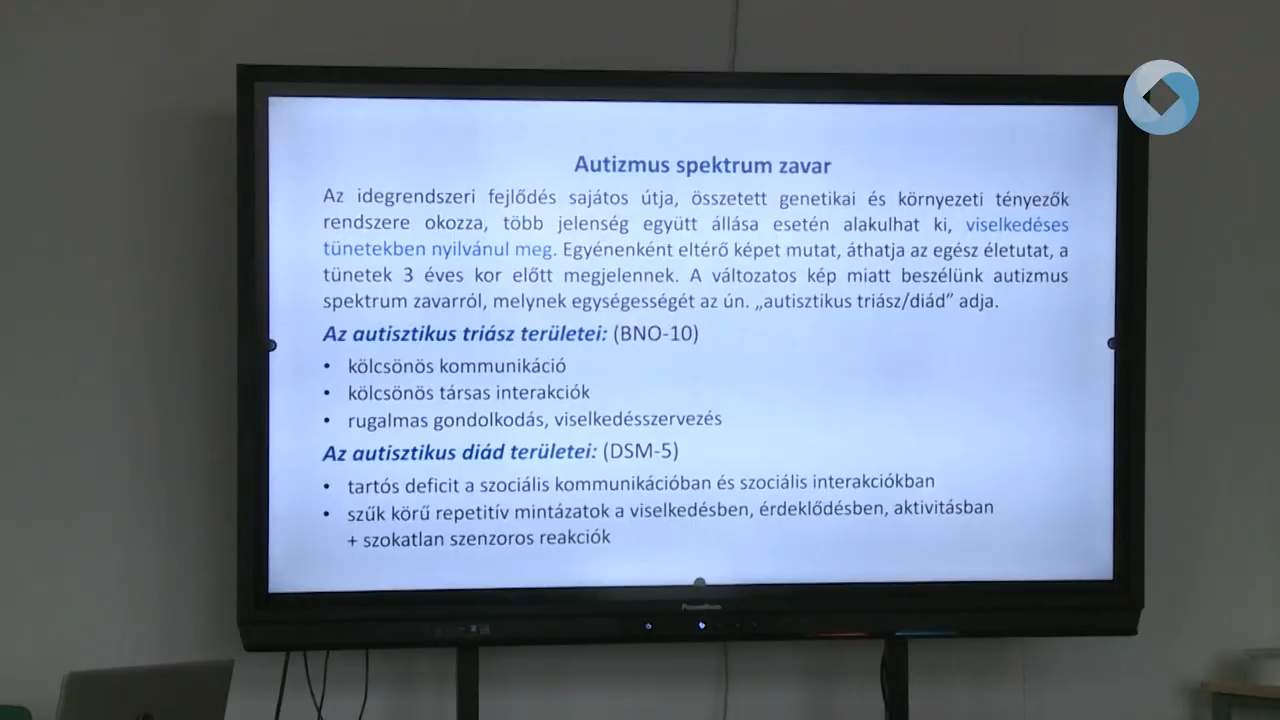 Autizmus spektrum zavar
Az idegrendszeri fejlődés sajátos útja, összetett genetikai és környezeti tényezők
rendszere okozza, több jelenség együtt állása esetén alakulhat ki, viselkedéses
tünetekben nyilvánul meg. Egyénenként eltérő képet mutat, áthatja az egész életutat, a
tünetek 3 éves kor előtt megjelennek. A változatos kép miatt beszélünk autizmus
spektrum zavarról, melynek egységességét az ún. „autisztikus triász/diád” adja.
Az autisztikus triász területei: (BNO-10)
• kölcsönös kommunikáció
• kölcsönös társas interakciók
• rugalmas gondolkodás, viselkedésszervezés
Az autisztikus diád területei: (DSM-5)
• tartós deficit a szociális kommunikációban és szociális interakciókban
• szűk körű repetitív mintázatok a viselkedésben, érdeklődésben, aktivitásban
+ szokatlan szenzoros reakciók